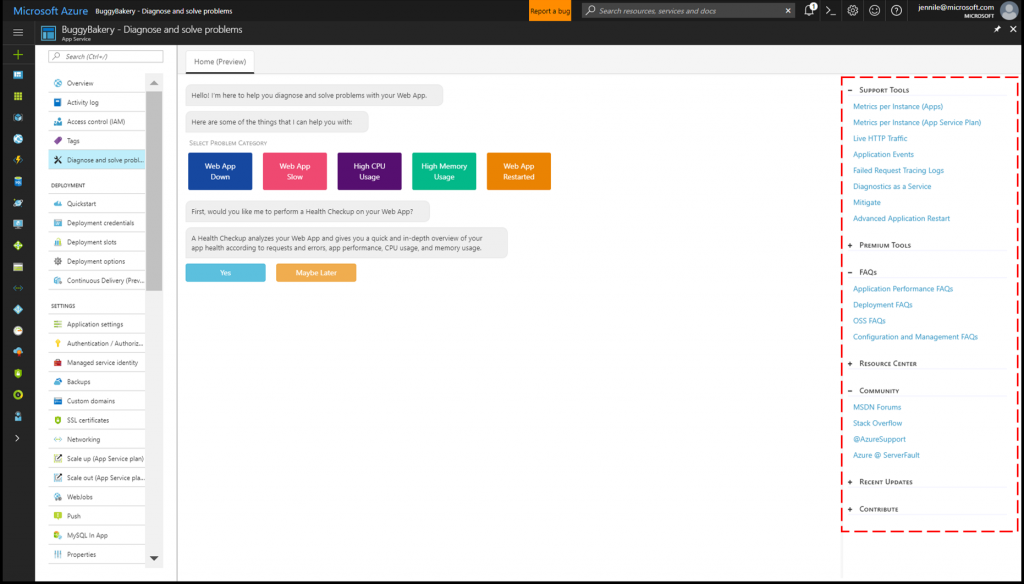 Microsoft Azure BuggyBakery - Diagnose and solve problems
Report a bug
Search resources, services and docs
1
jennile@microsoft.com
MICROSOFT
BuggyBakery - Diagnose and solve problems
App Service
Search (Ctrl+/)
Overview
Activity log
Access control (IAM)
Tags
Diagnose and solve probl...
DEPLOYMENT
Quickstart
Deployment credentials
Deployment slots
Deployment options
Continuous Delivery (Prev...
SETTINGS
Application settings
Authentication / Authoriz...
Managed service identity
Backups
Custom domains
SSL certificates
Networking
Scale up (App Service plan)
Scale out (App Service pla...
WebJobs
Push
MySQL In App
Properties
Home (Preview)
Hello! I'm here to help you diagnose and solve problems with your Web App.
Here are some of the things that I can help you with:
SELECT PROBLEM CATEGORY
Web App
Down
Web App
Slow
High CPU
Usage
High Memory
Usage
Web App
Restarted
First, would you like me to perform a Health Checkup on your Web App?
A Health Checkup analyzes your Web App and gives you a quick and in-depth overview of your
app health according to requests and errors, app performance, CPU usage, and memory usage.
Yes
Maybe Later
SUPPORT TOOLS
Metrics per Instance (Apps)
Metrics per Instance (App Service Plan)
Live HTTP Traffic
Application Events
Failed Request Tracing Logs
Diagnostics as a Service
Mitigate
Advanced Application Restart
PREMIUM TOOLS
FAQs
Application Performance FAQs
Deployment FAQs
OSS FAQs
Configuration and Management FAQs
RESOURCE CENTER
COMMUNITY
MSDN Forums
Stack Overflow
@AzureSupport
Azure @ ServerFault
RECENT UPDATES
CONTRIBUTE